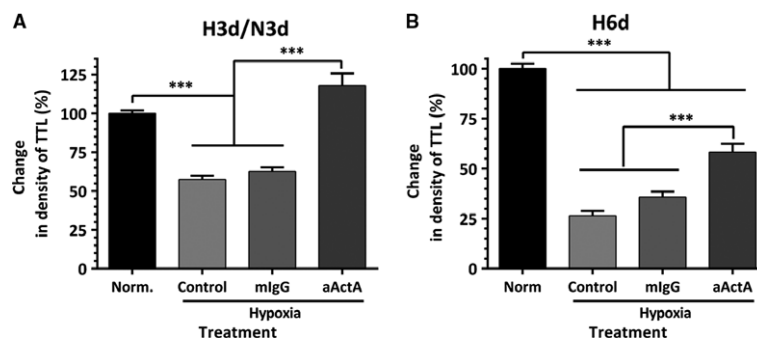 A
H3d/N3d
Change
in density of TTL (%)
125
100
75
50
25
0
***
***
Norm.
Control
mIgG
aActA
Hypoxia
Treatment
B
H6d
Change
in density of TTL (%)
100
75
50
25
0
***
***
Norm
Control
mIgG
aActA
Hypoxia
Treatment